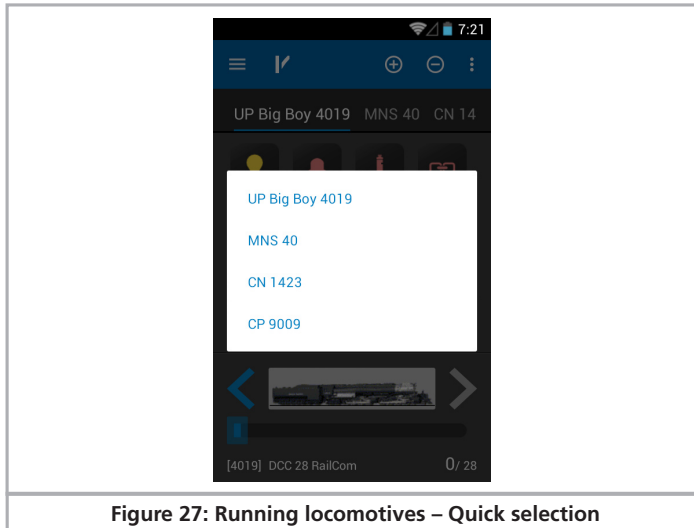 7:21
UP Big Boy 4019 MNS 40 CN 14
UP Big Boy 4019
MNS 40
CN 1423
CP 9009
[4019] DCC 28 RailCom 0/ 28
Figure 27: Running locomotives – Quick selection